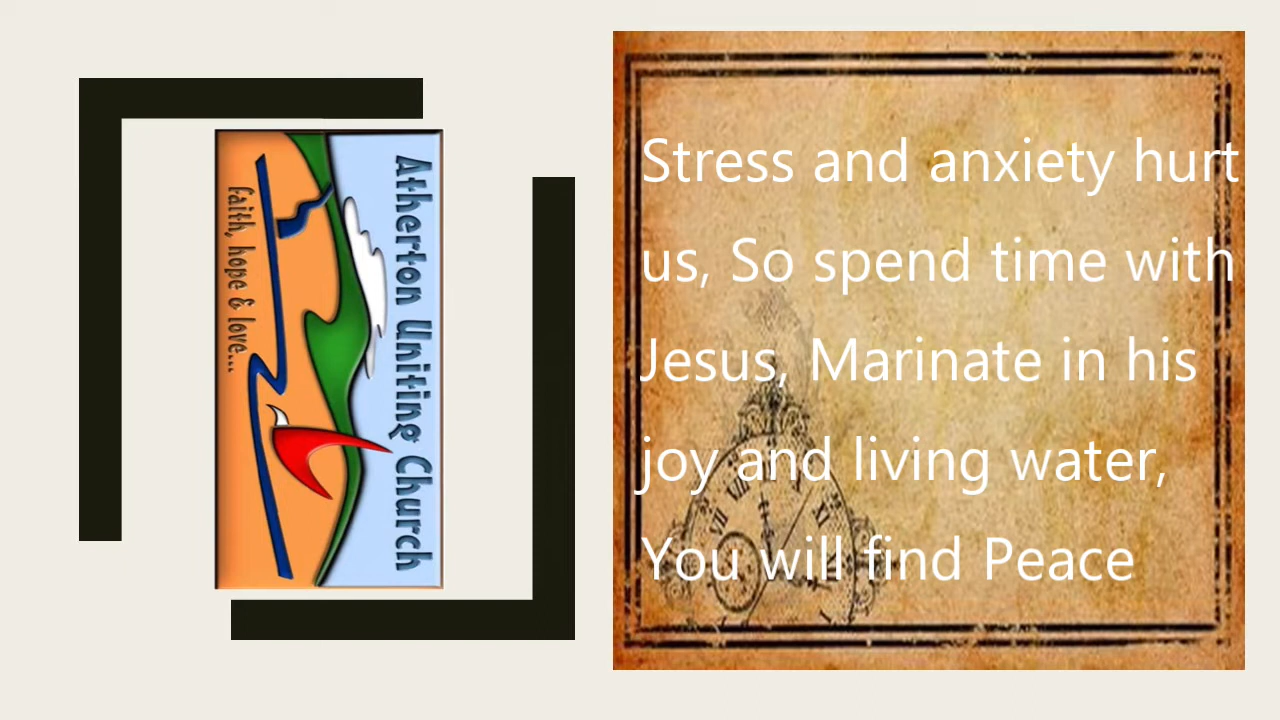 Atherton Uniting Church
faith, hope & love...
Stress and anxiety hurt
us, So spend time with
Jesus, Marinate in his
joy and living water,
You will find Peace